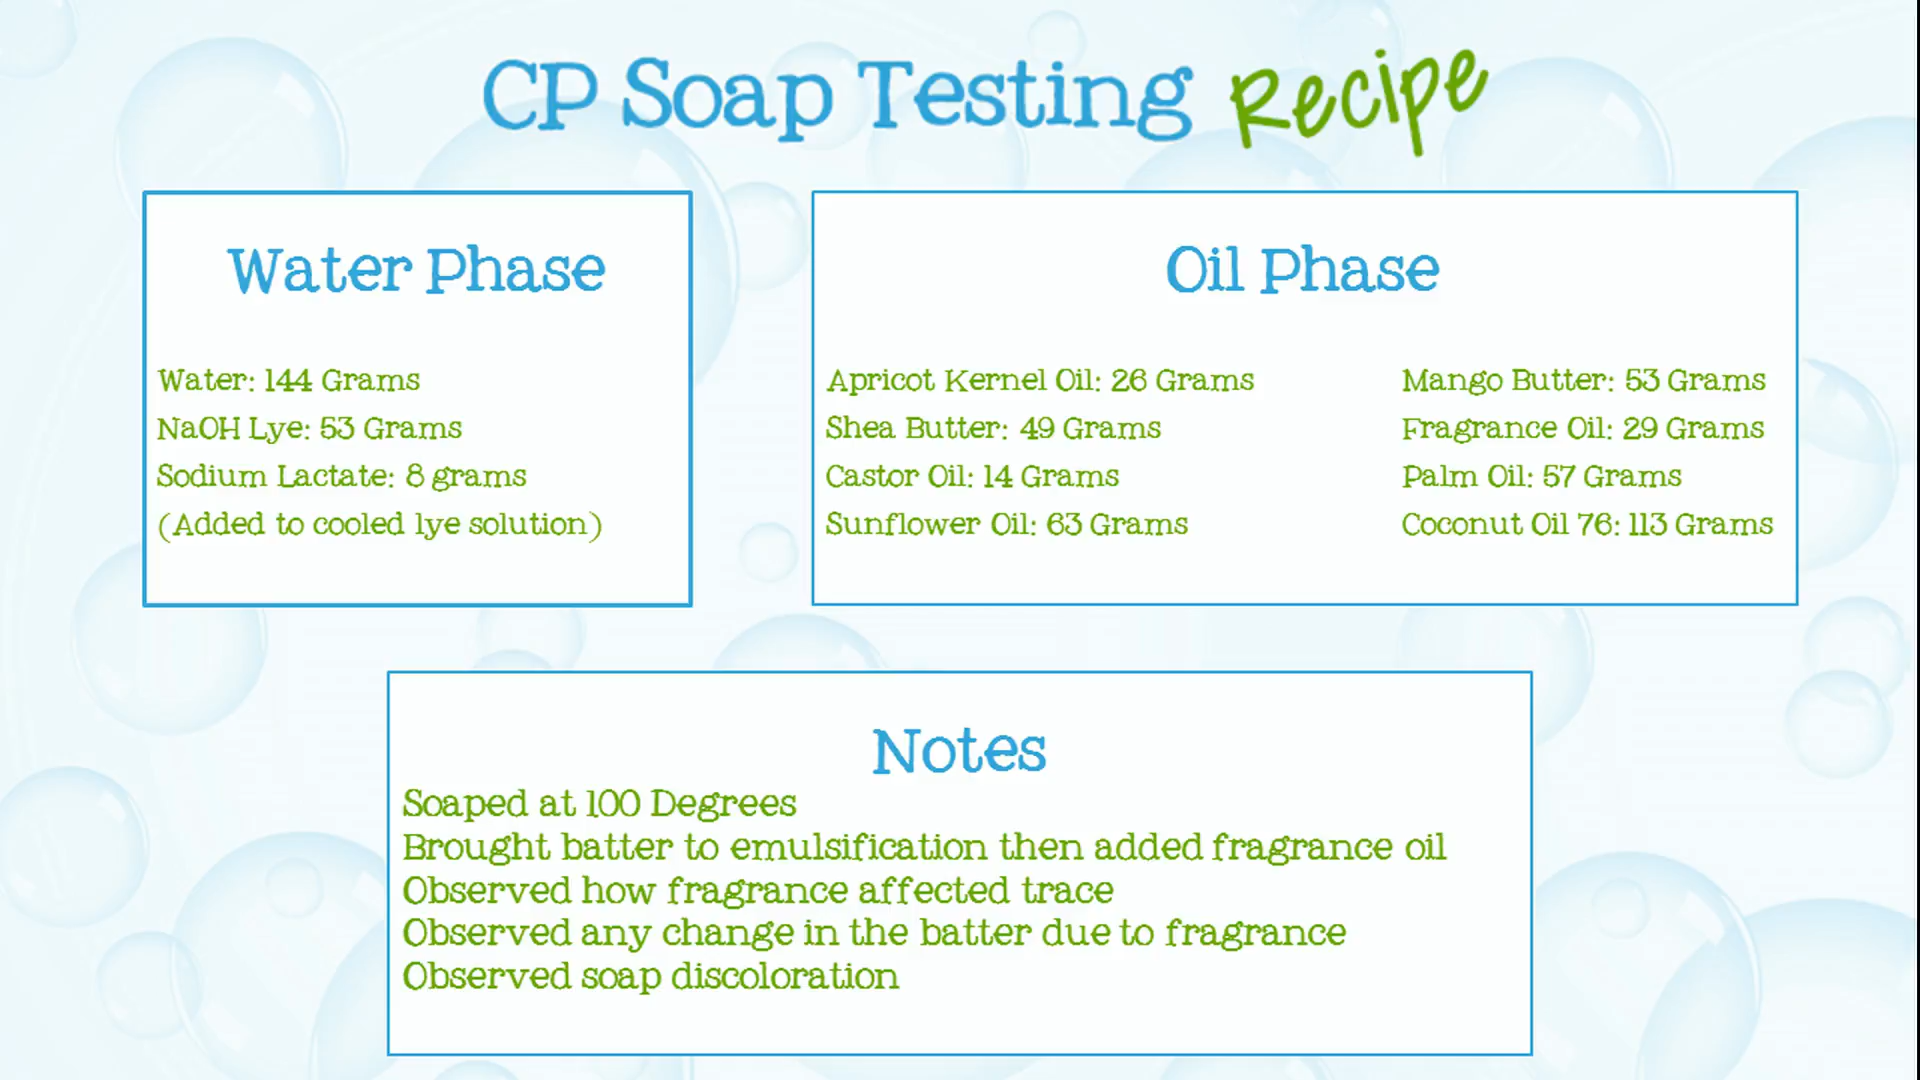 CP Soap Testing Recipe
Water Phase
Water: 144 Grams
NaOH Lye: 53 Grams
Sodium Lactate: 8 grams
(Added to cooled lye solution)
Oil Phase
Apricot Kernel Oil: 26 Grams
Shea Butter: 49 Grams
Castor Oil: 14 Grams
Sunflower Oil: 63 Grams
Mango Butter: 53 Grams
Fragrance Oil: 29 Grams
Palm Oil: 57 Grams
Coconut Oil 76: 113 Grams
Notes
Soaped at 100 Degrees
Brought batter to emulsification then added fragrance oil
Observed how fragrance affected trace
Observed any change in the batter due to fragrance
Observed soap discoloration